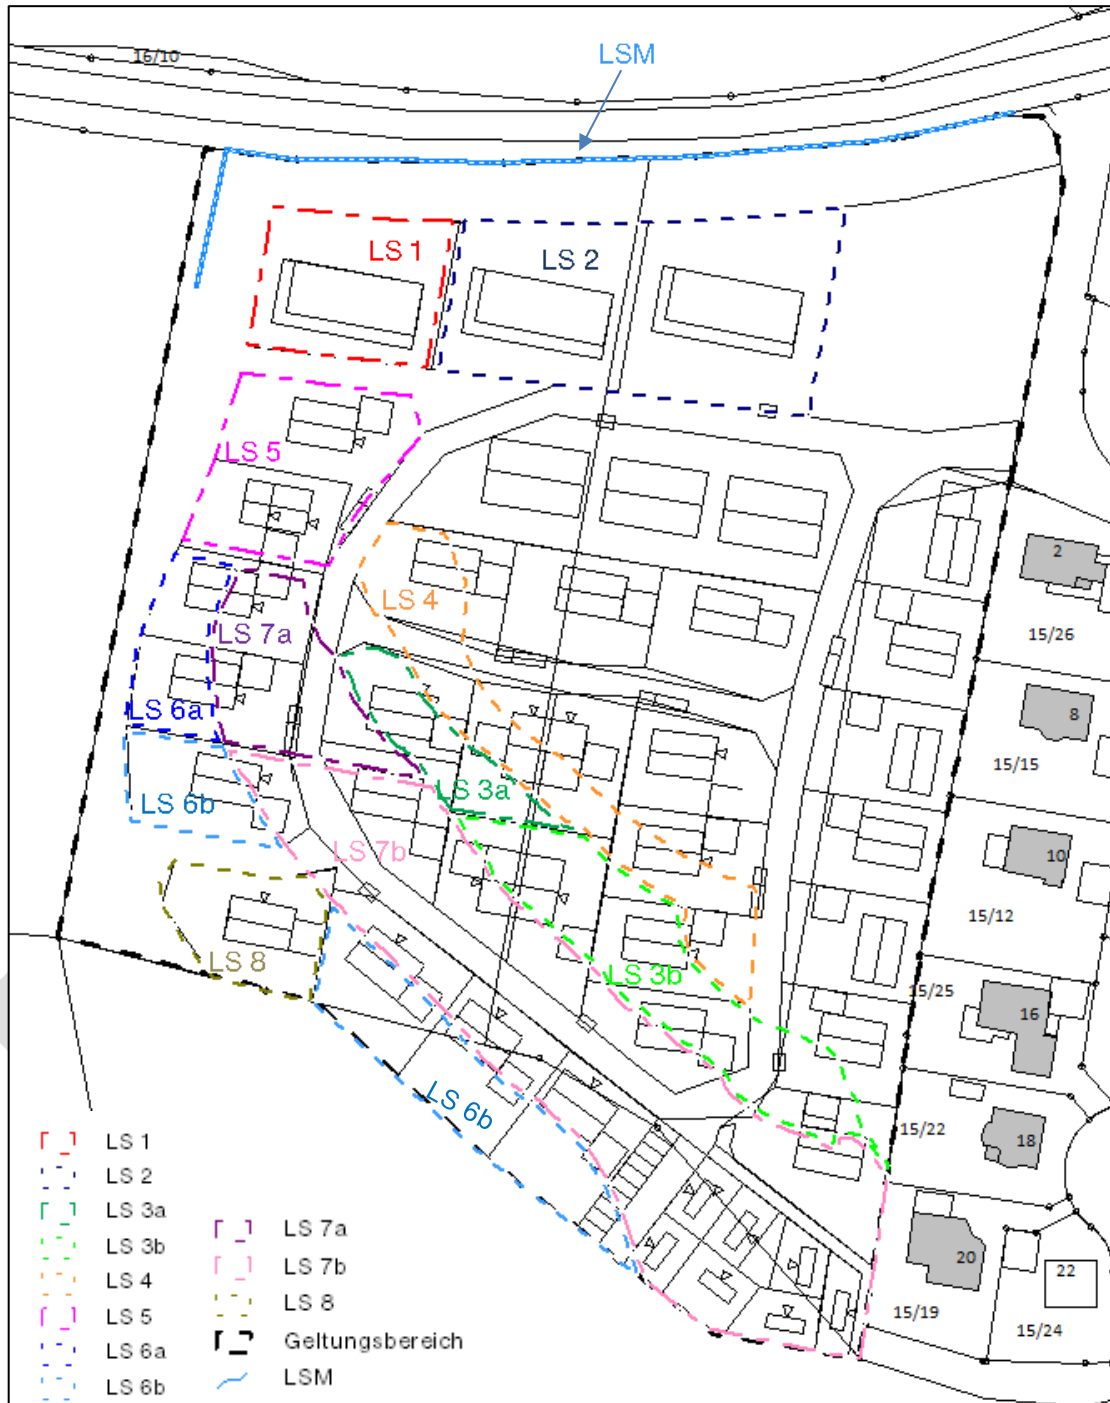 16/10
LSM
LS 1
LS 2
LS 5
2
LS 4
15/26
LS 7a
8
LS 6a
15/15
LS 3a
LS 6b
LS 7b
10
15/12
LS 8
LS 3b
15/25
16
LS 6b
15/22
18
20
22
15/19
15/24
LS 1
LS 2
LS 3a
LS 3b
LS 4
LS 5
LS 6a
LS 6b
LS 7a
LS 7b
LS 8
Geltungsbereich
LSM